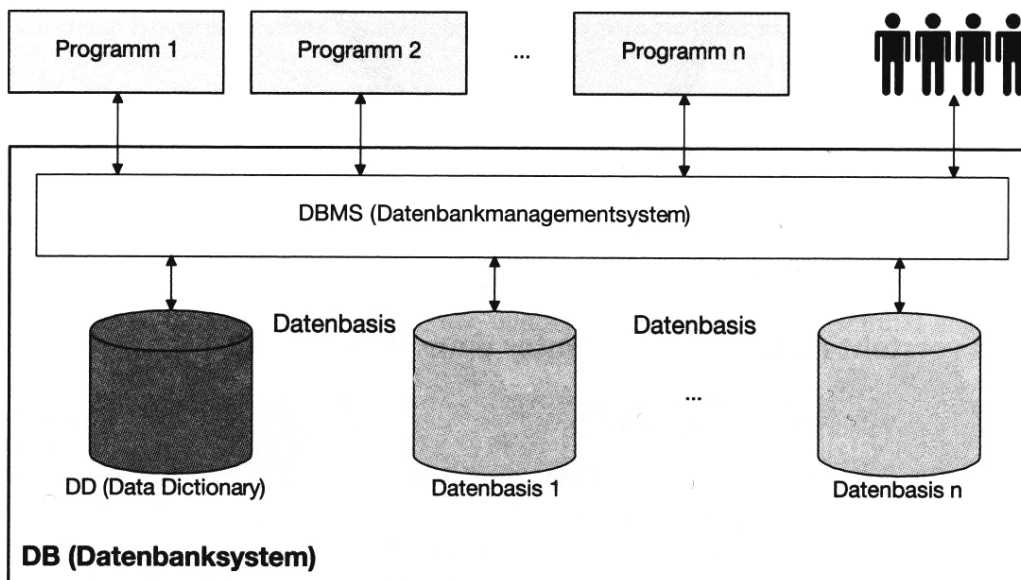 Programm 1
Programm 2
...
Programm n
DBMS (Datenbankmanagementsystem)
Datenbasis
Datenbasis
...
DD (Data Dictionary)
Datenbasis 1
Datenbasis n
DB (Datenbanksystem)